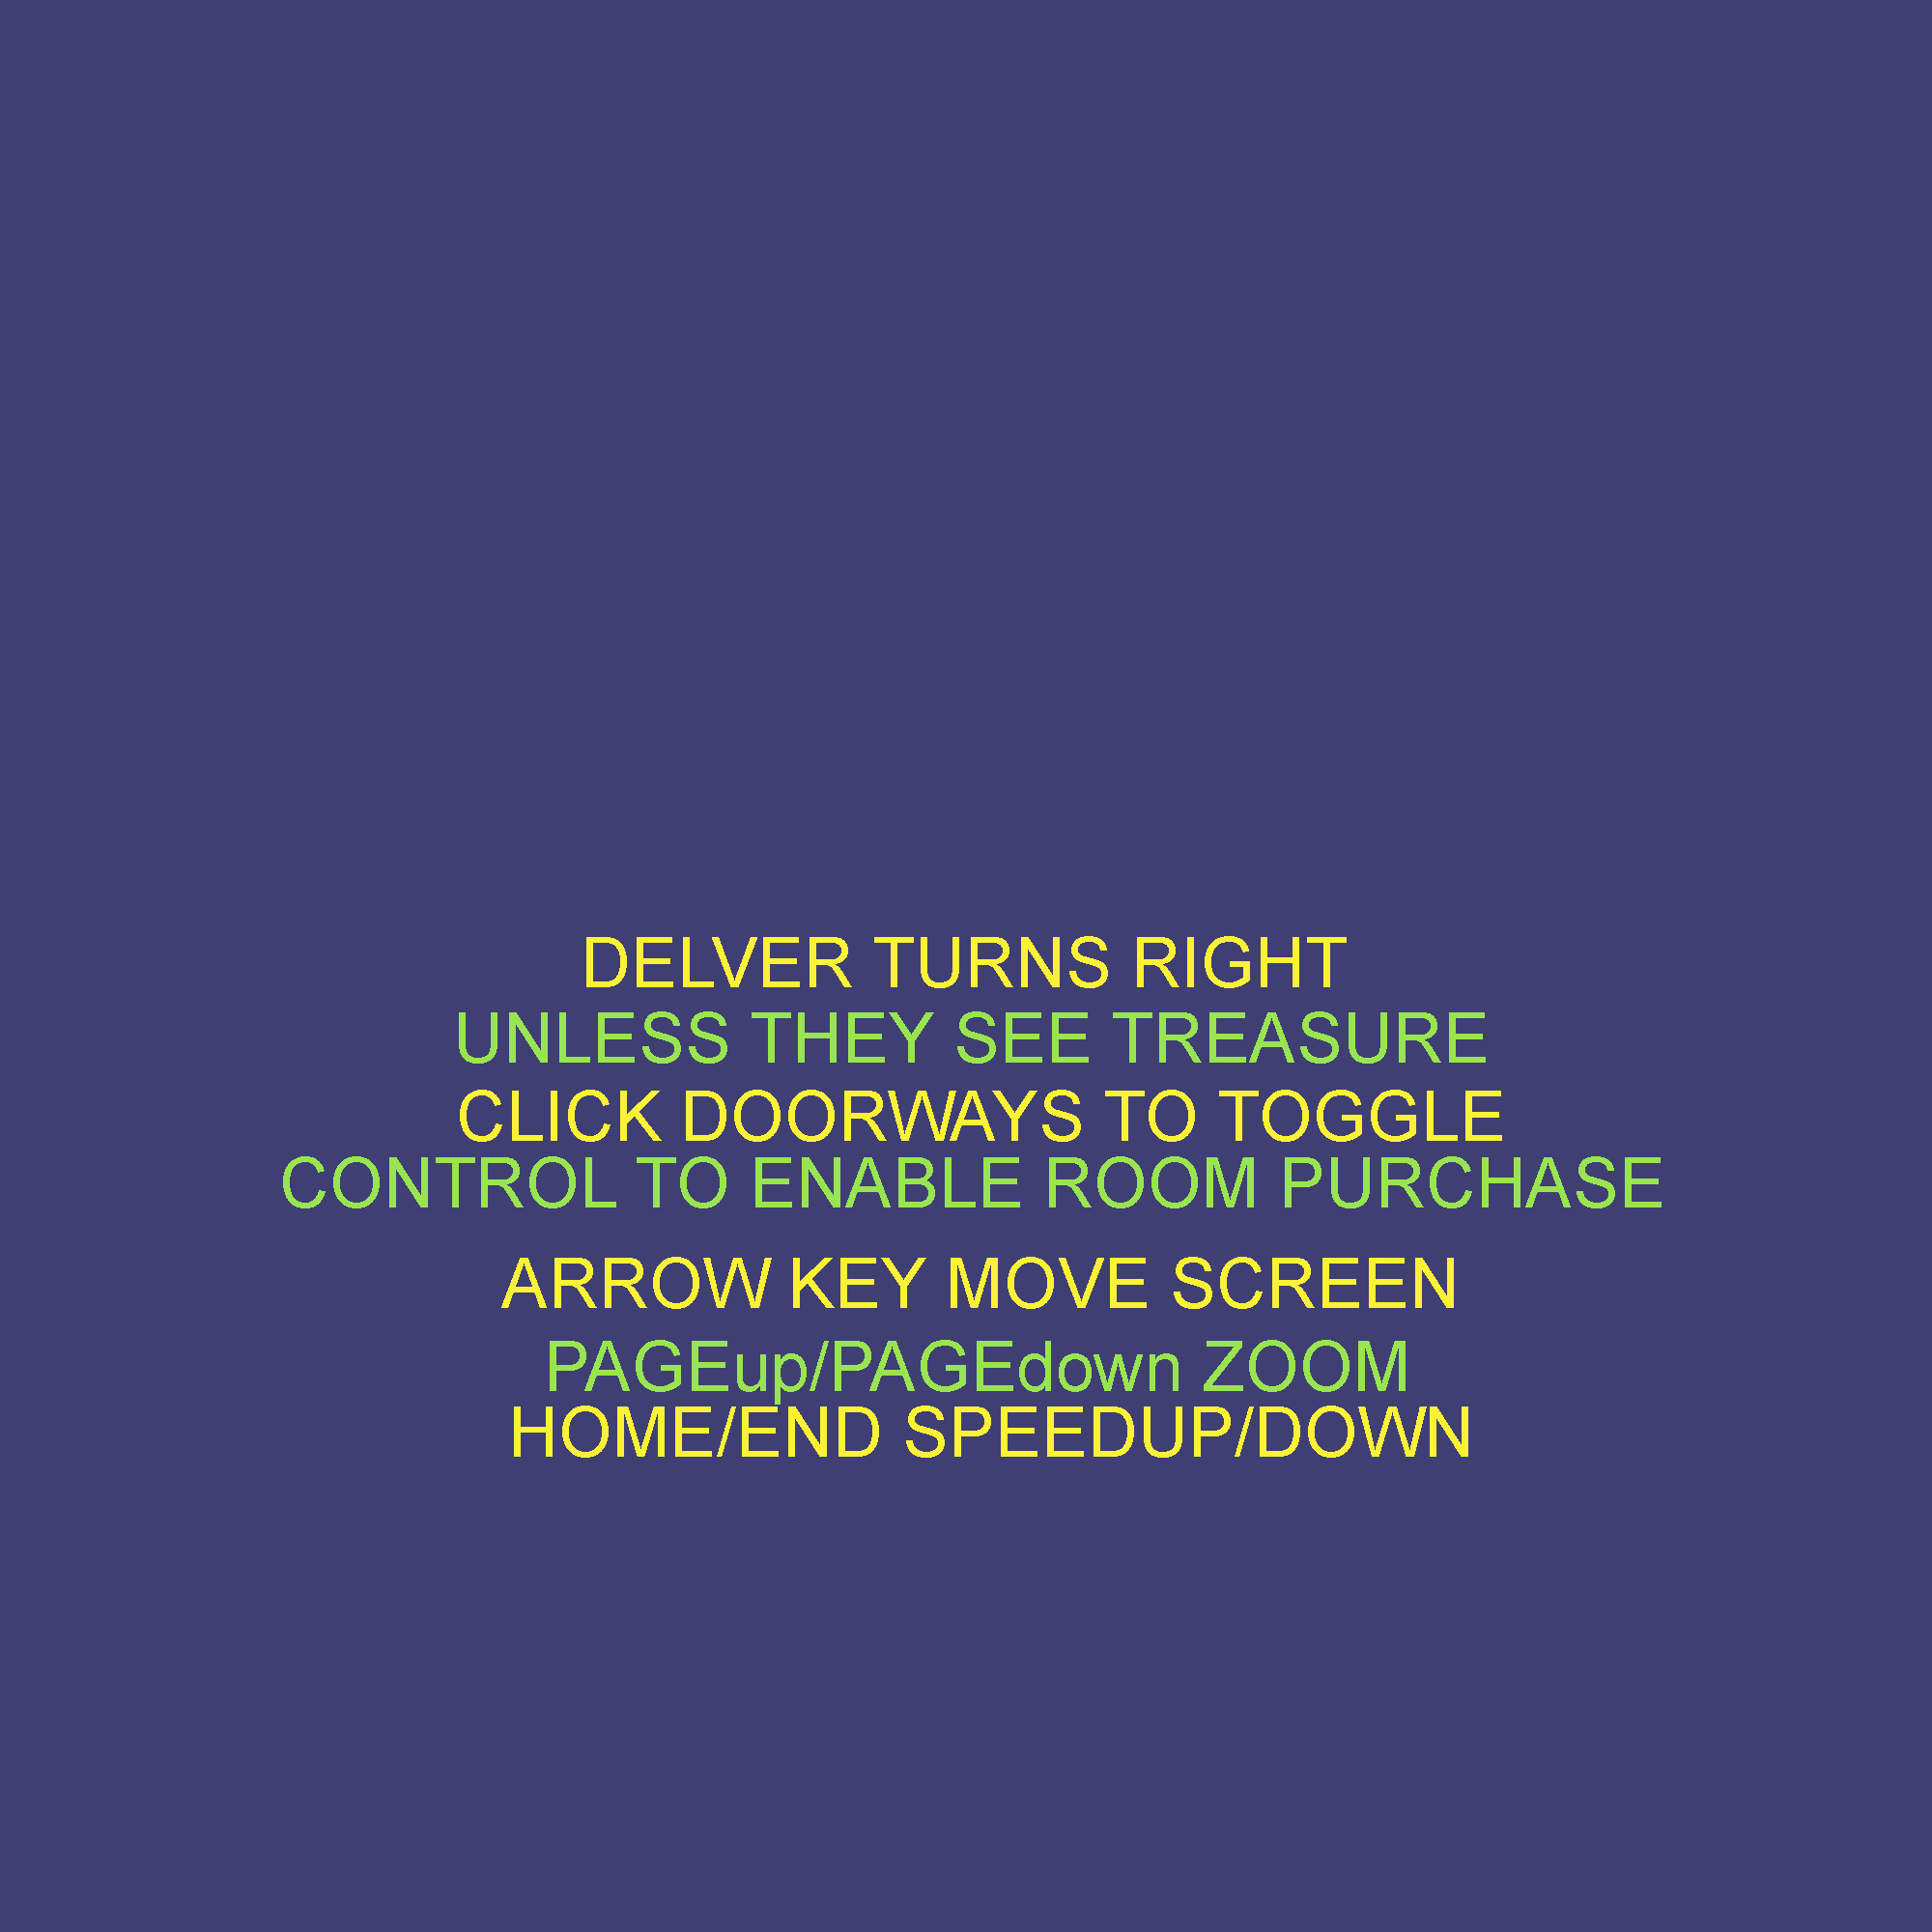 DELVER TURNS RIGHT
UNLESS THEY SEE TREASURE
CLICK DOORWAYS TO TOGGLE
CONTROL TO ENABLE ROOM PURCHASE
ARROW KEY MOVE SCREEN
PAGEup/PAGEdown ZOOM
HOME/END SPEEDUP/DOWN